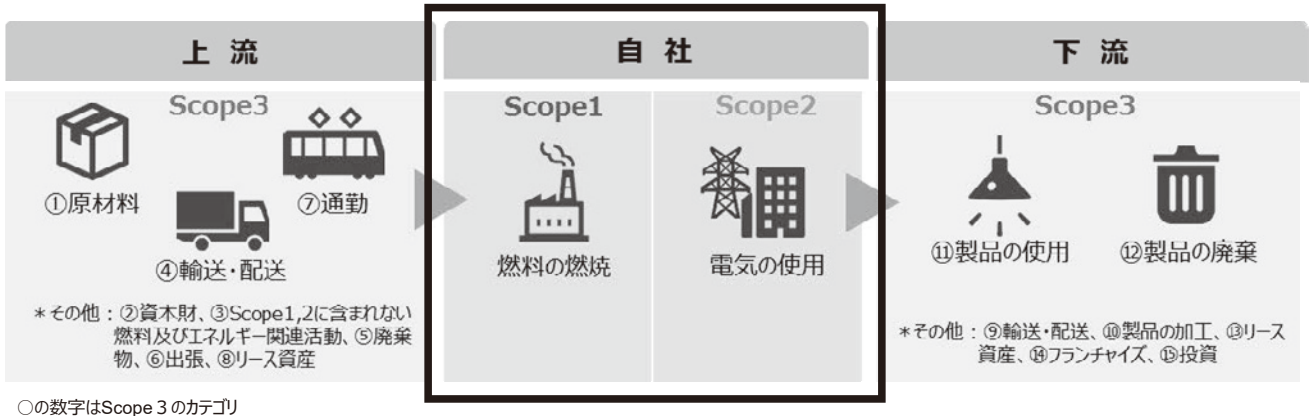 上流
Scope3
①原材料
⑦通勤
④輸送・配送
＊その他：②資本財、③Scope1,2に含まれない
燃料及びエネルギー関連活動、⑤廃棄
物、⑥出張、⑧リース資産
自社
Scope1
燃料の燃焼
Scope2
電気の使用
下流
Scope3
⑪製品の使用
⑫製品の廃棄
＊その他：⑨輸送・配送、⑩製品の加工、⑬リース
資産、⑭フランチャイズ、⑮投資
○の数字はScope３のカテゴリ